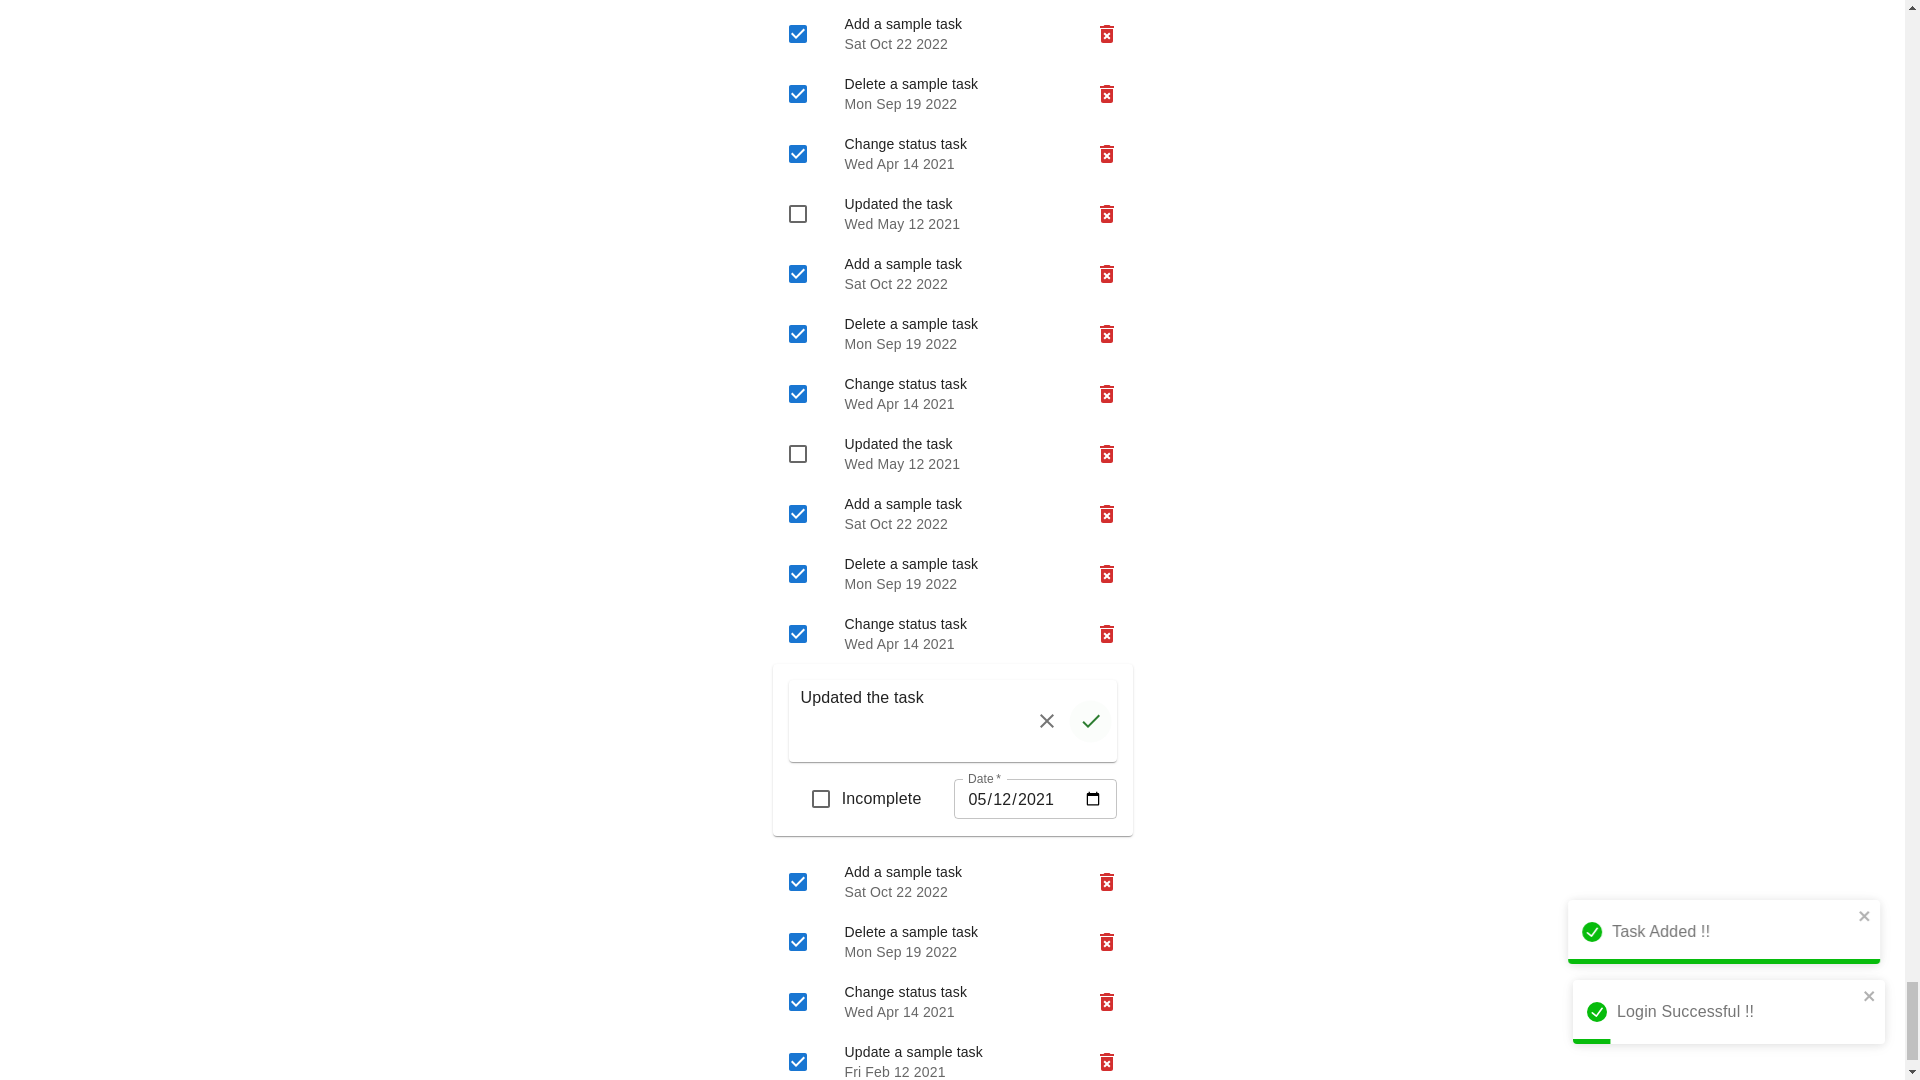 Add a sample task
Sat Oct 22 2022
Delete a sample task
Mon Sep 19 2022
Change status task
Wed Apr 14 2021
Updated the task
Wed May 12 2021
Add a sample task
Sat Oct 22 2022
Delete a sample task
Mon Sep 19 2022
Change status task
Wed Apr 14 2021
Updated the task
Wed May 12 2021
Add a sample task
Sat Oct 22 2022
Delete a sample task
Mon Sep 19 2022
Change status task
Wed Apr 14 2021
Updated the task
Date *
Incomplete
05/12/2021
Add a sample task
Sat Oct 22 2022
Delete a sample task
Mon Sep 19 2022
Change status task
Wed Apr 14 2021
Update a sample task
Fri Feb 12 2021
Task Added !!
Login Successful !!